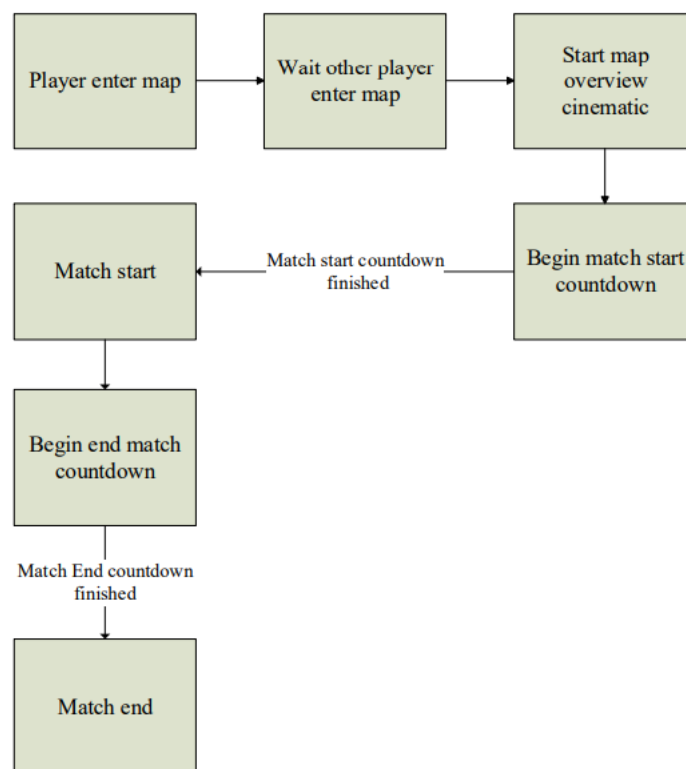 Player enter map
Wait other player
enter map
Start map
overview
cinematic
Begin match start
countdown
Match start countdown
finished
Match start
Begin end match
countdown
Match End countdown
finished
Match end